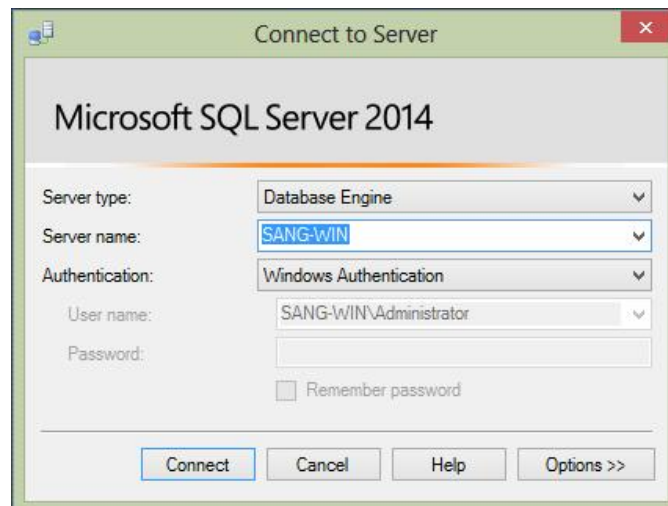 Connect to Server
Microsoft SQL Server 2014
Server type: Database Engine
Server name: SANG-WIN
Authentication: Windows Authentication
User name: SANG-WIN\Administrator
Password:
Remember password
Connect Cancel Help Options >>